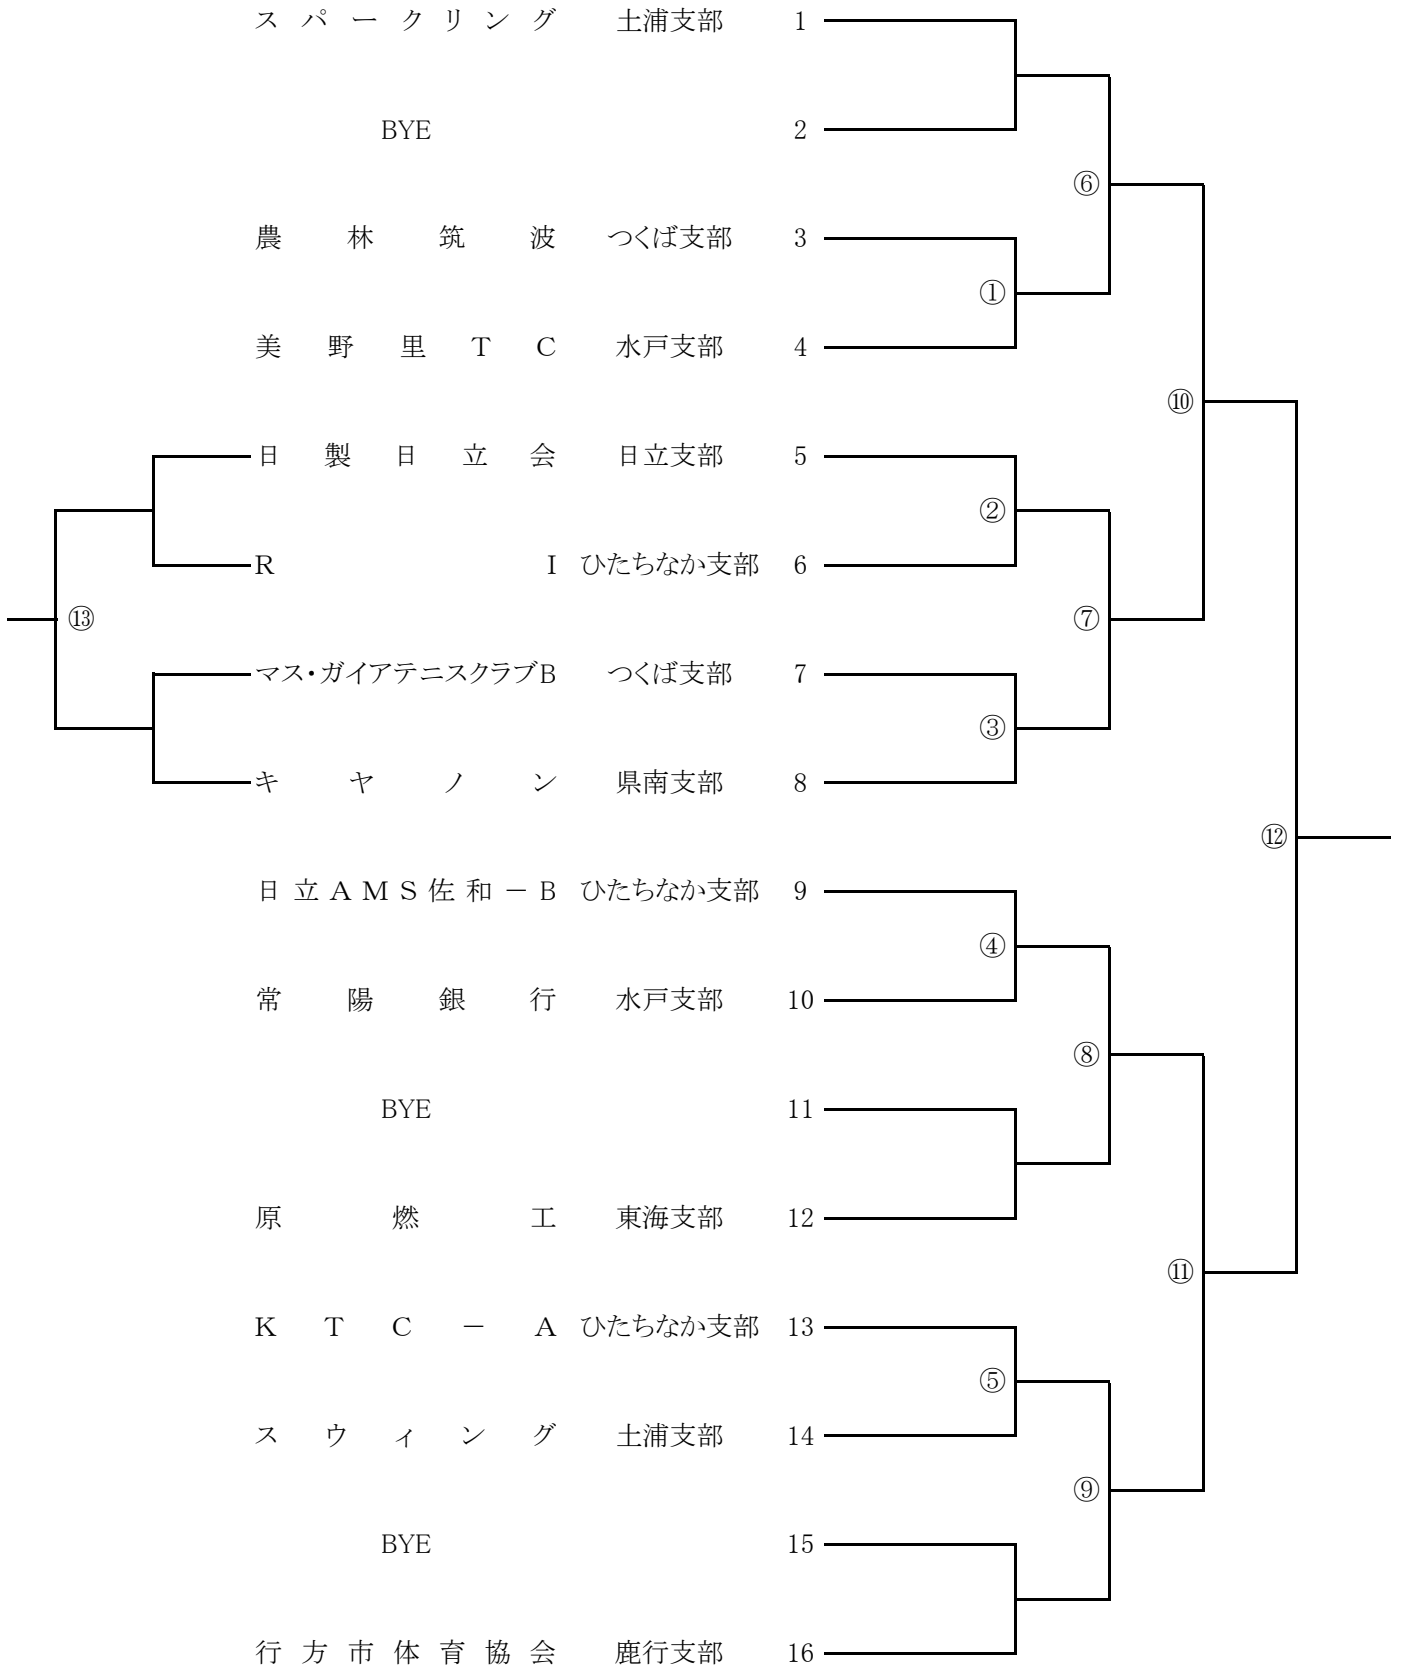 スパークリング 土浦支部 1
BYE 2
⑥
農林筑波 つくば支部 3
①
美野里TC 水戸支部 4
⑩
日製日立会 日立支部 5
②
RI ひたちなか支部 6
⑬ ⑦
マス・ガイアテニスクラブB つくば支部 7
③
キヤノン 県南支部 8
⑫
日立AMS佐和-B ひたちなか支部 9
④
常陽銀行 水戸支部 10
⑧
BYE 11
原燃工 東海支部 12
⑪
KTC-A ひたちなか支部 13
⑤
スウィング 土浦支部 14
⑨
BYE 15
行方市体育協会 鹿行支部 16